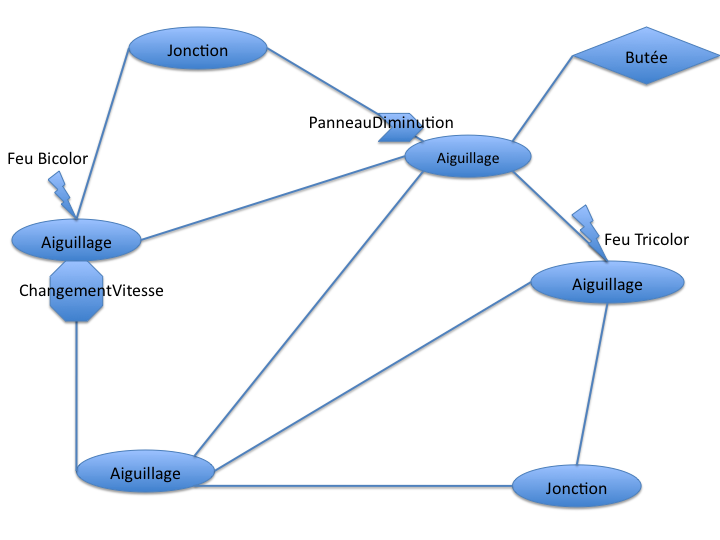 Jonction
Butée
PanneauDiminution
Aiguillage
Feu Bicolor
Aiguillage
Feu Tricolor
Aiguillage
ChangementVitesse
Aiguillage
Jonction